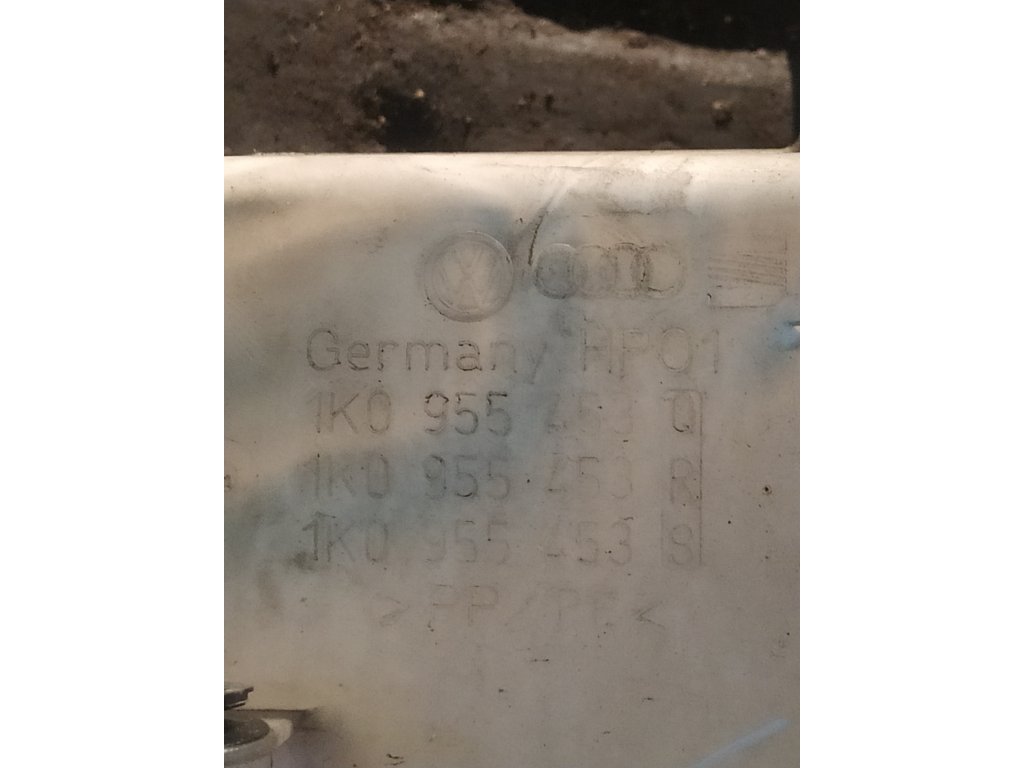 Germany HP01
1K0 955 453 Q
1K0 955 453 R
1K0 955 453 S
>PP/PE<